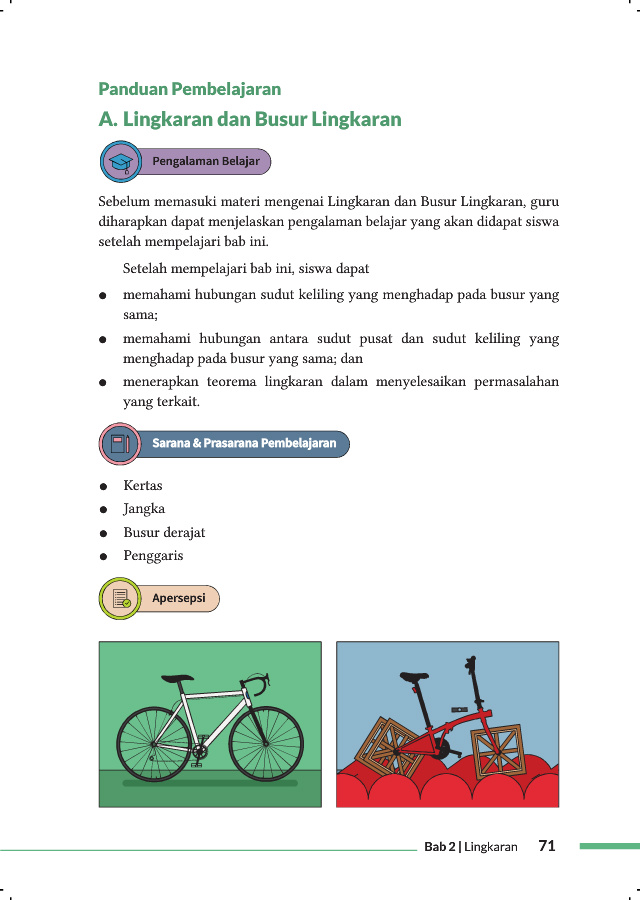 Panduan Pembelajaran
A. Lingkaran dan Busur Lingkaran
Pengalaman Belajar
Sebelum memasuki materi mengenai Lingkaran dan Busur Lingkaran, guru
diharapkan dapat menjelaskan pengalaman belajar yang akan didapat siswa
setelah mempelajari bab ini.
Setelah mempelajari bab ini, siswa dapat
● memahami hubungan sudut keliling yang menghadap pada busur yang
sama;
● memahami hubungan antara sudut pusat dan sudut keliling yang
menghadap pada busur yang sama; dan
● menerapkan teorema lingkaran dalam menyelesaikan permasalahan
yang terkait.
Sarana & Prasarana Pembelajaran
● Kertas
● Jangka
● Busur derajat
● Penggaris
Apersepsi
Bab 2 | Lingkaran 71